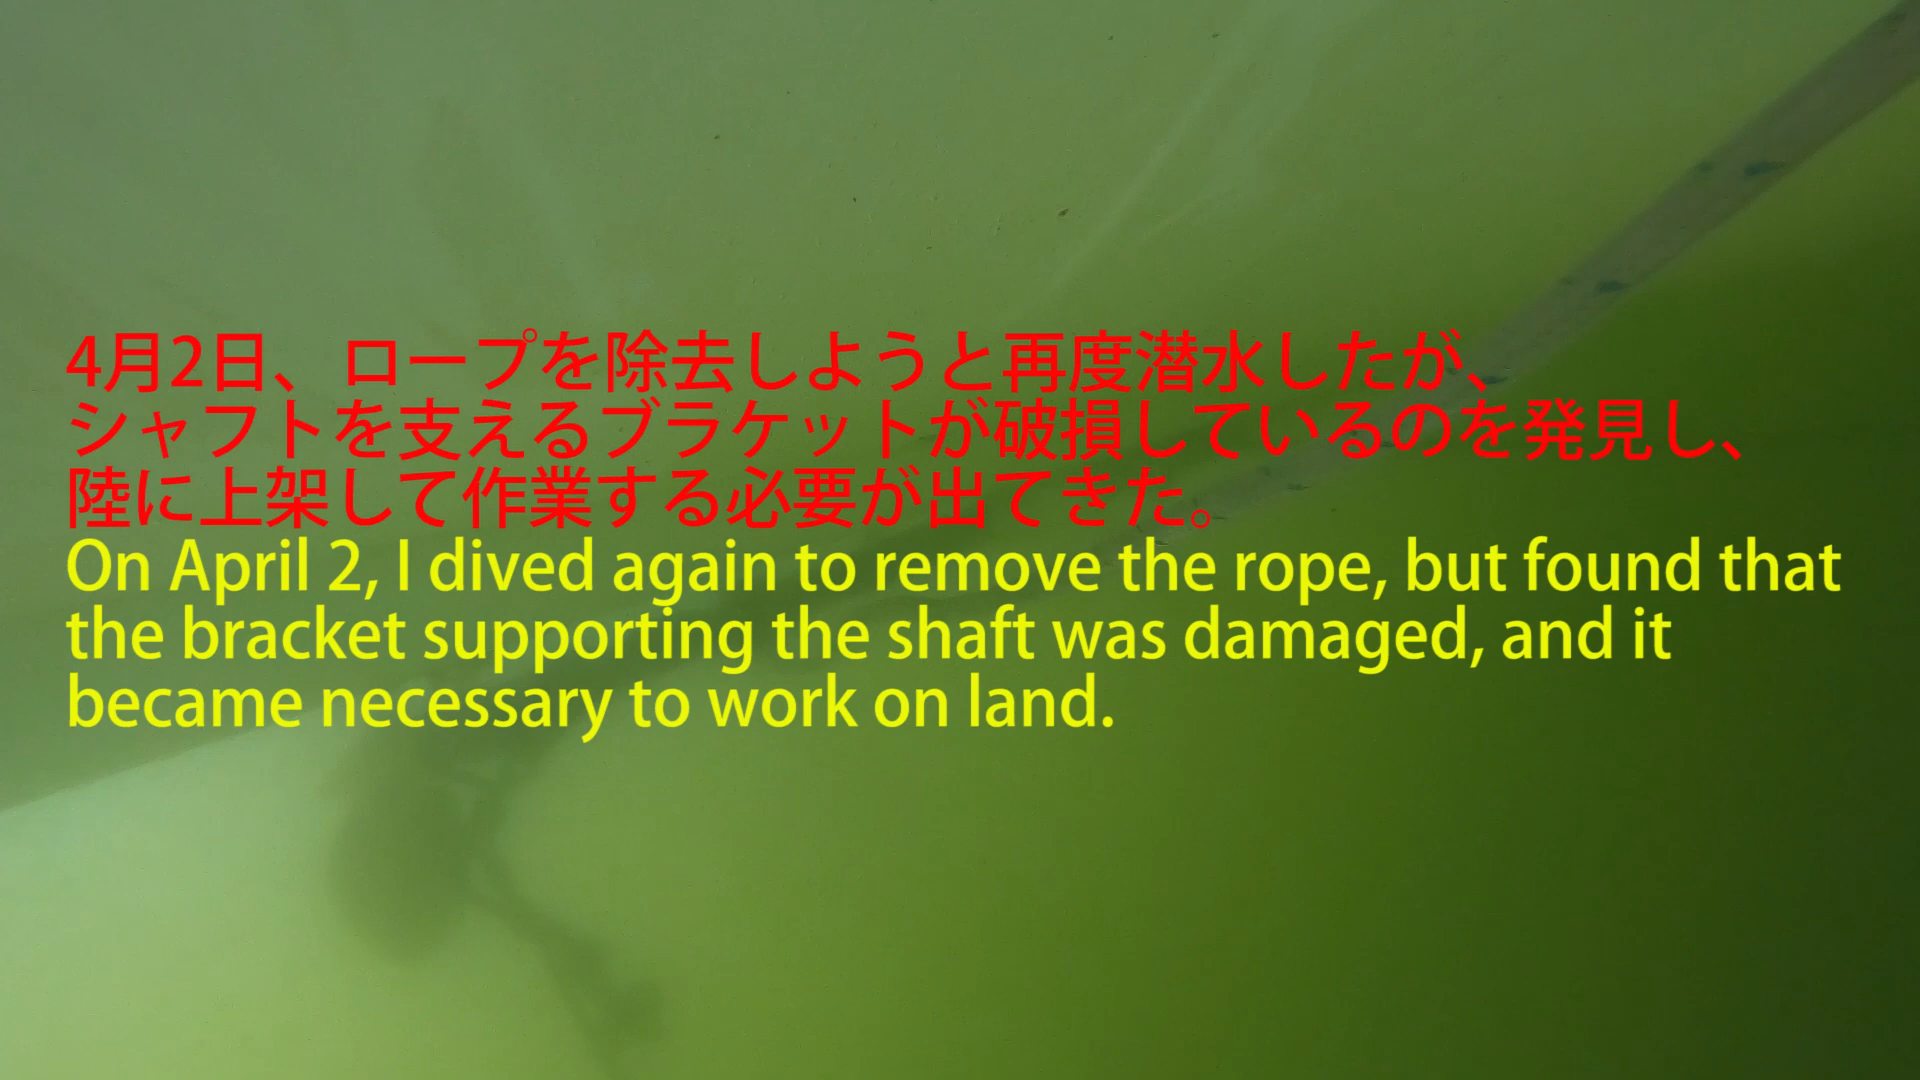 4月2日、ロープを除去しようと再度潜水したが、
シャフトを支えるブラケットが破損しているのを発見し、
陸に上架して作業する必要が出てきた。
On April 2, I dived again to remove the rope, but found that
the bracket supporting the shaft was damaged, and it
became necessary to work on land.